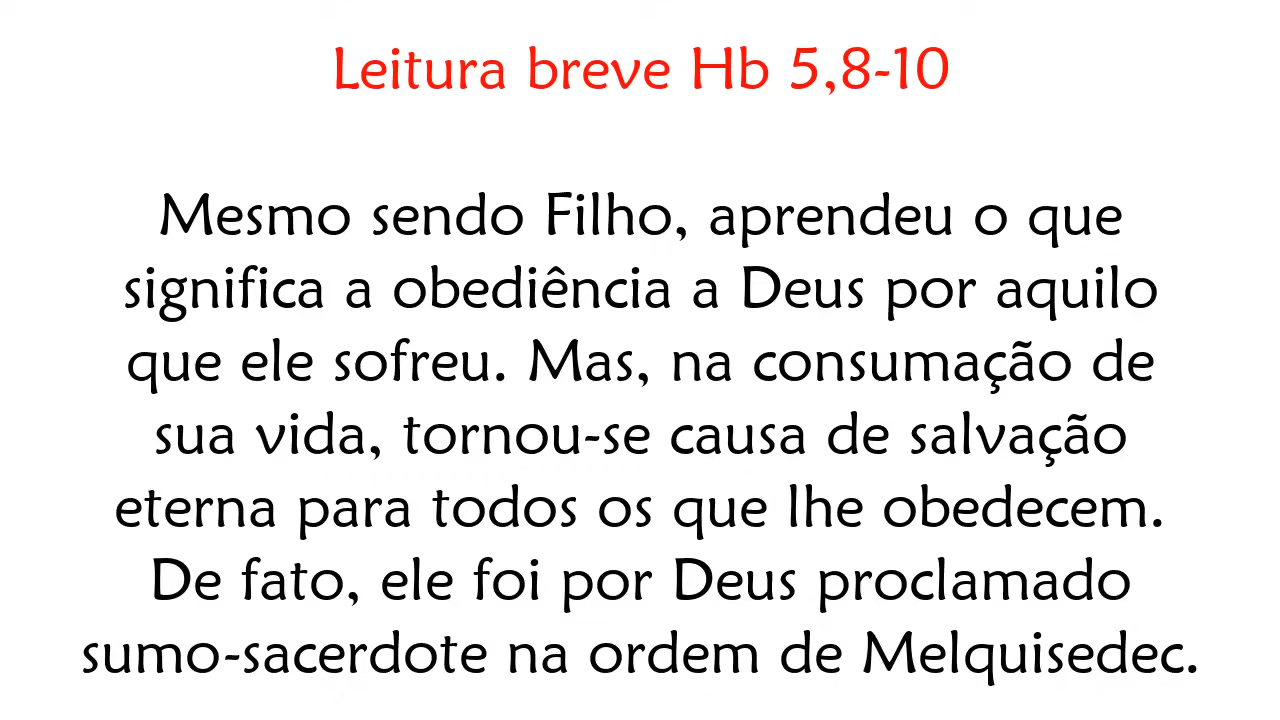 Leitura breve Hb 5,8-10
Mesmo sendo Filho, aprendeu o que
significa a obediência a Deus por aquilo
que ele sofreu. Mas, na consumação de
sua vida, tornou-se causa de salvação
eterna para todos os que lhe obedecem.
De fato, ele foi por Deus proclamado
sumo-sacerdote na ordem de Melquisedec.